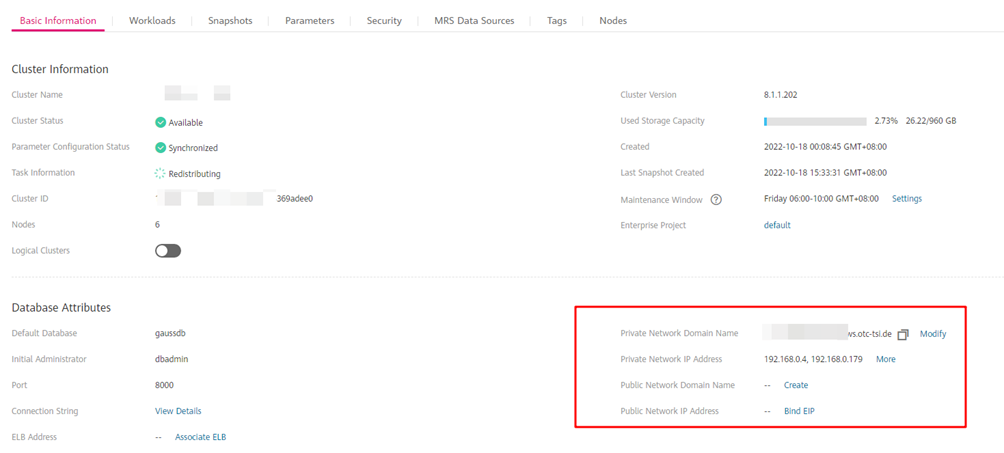 Basic Information Workloads Snapshots Parameters Security MRS Data Sources Tags Nodes
Cluster Information
Cluster Name
Cluster Status Available
Parameter Configuration Status Synchronized
Task Information Redistributing
Cluster ID 369adee0
Nodes 6
Logical Clusters
Cluster Version 8.1.1.202
Used Storage Capacity 2.73% 26.22/960 GB
Created 2022-10-18 00:08:45 GMT+08:00
Last Snapshot Created 2022-10-18 15:33:31 GMT+08:00
Maintenance Window ? Friday 06:00-10:00 GMT+08:00 Settings
Enterprise Project default
Database Attributes
Default Database gaussdb
Initial Administrator dbadmin
Port 8000
Connection String View Details
ELB Address -- Associate ELB
Private Network Domain Name ws.otc-tsi.de Modify
Private Network IP Address 192.168.0.4, 192.168.0.179 More
Public Network Domain Name -- Create
Public Network IP Address -- Bind EIP